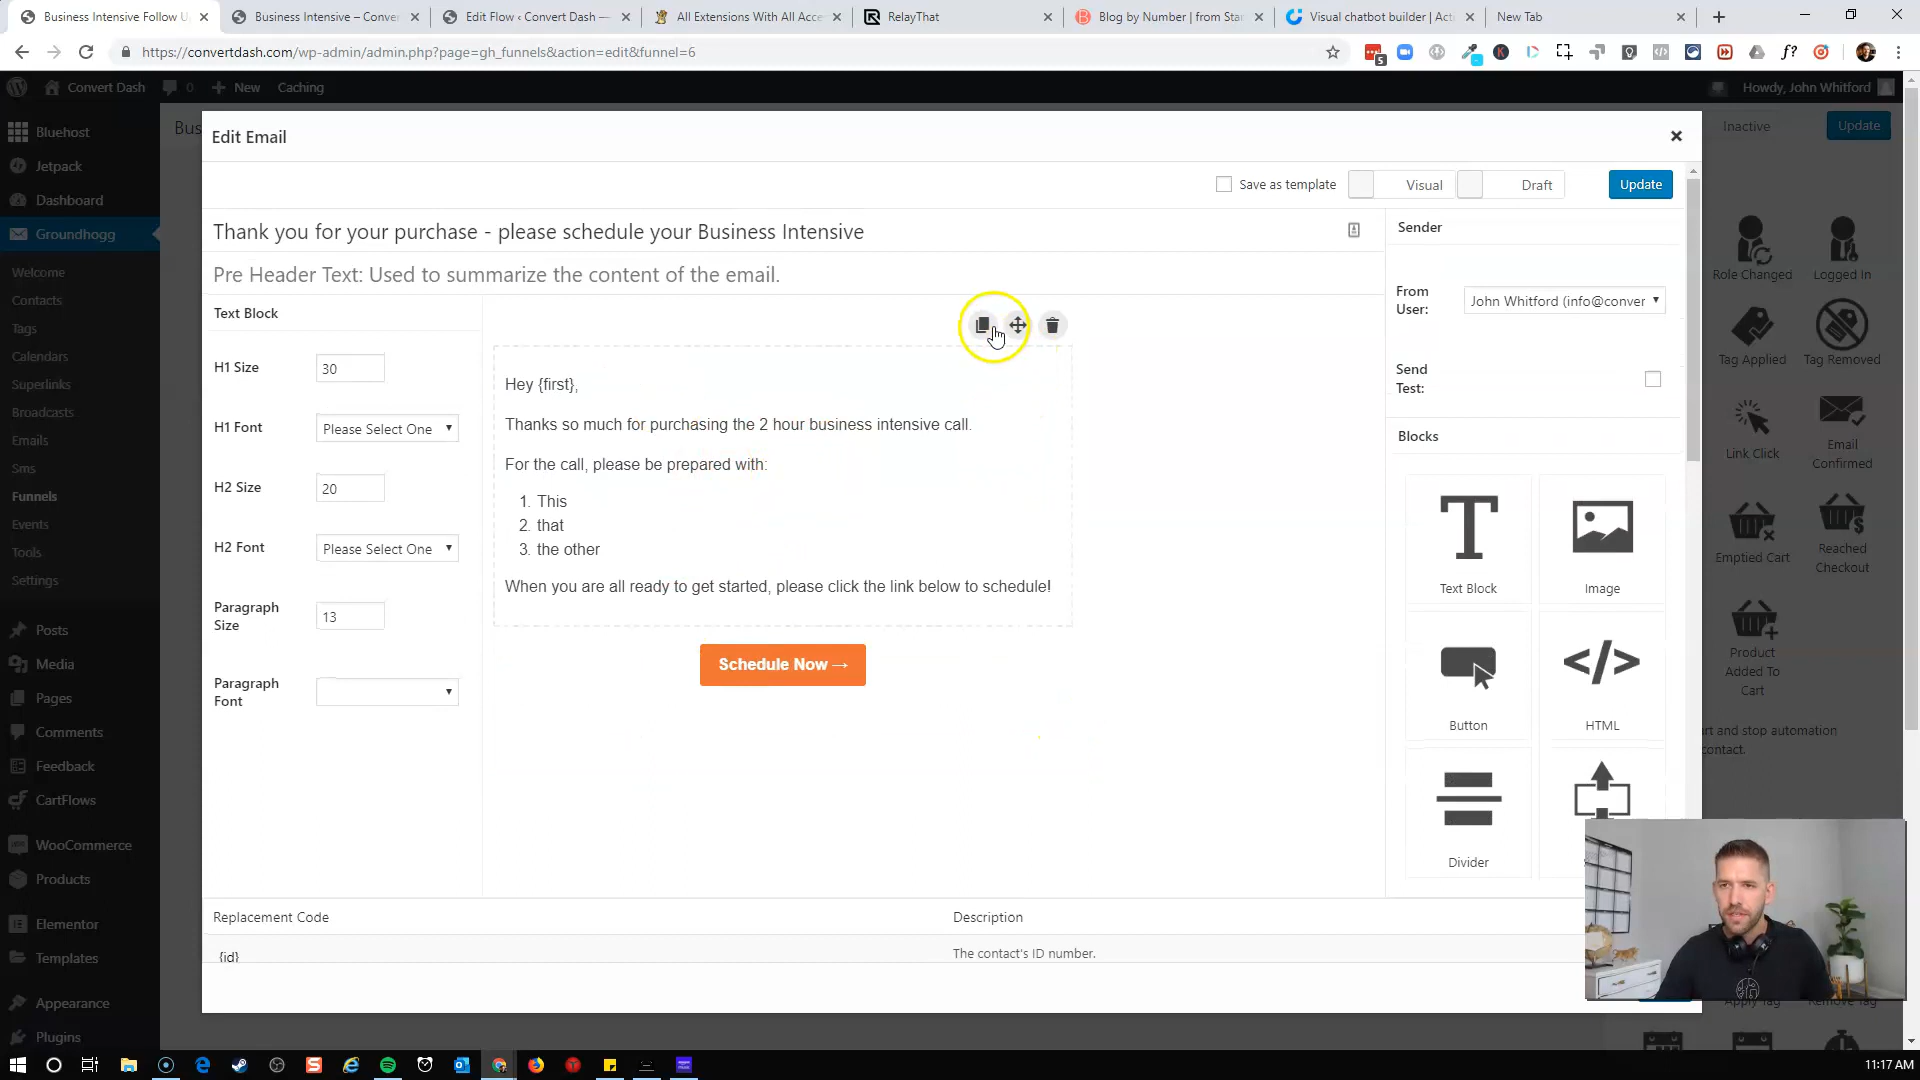 Business Intensive Follow U
Business Intensive – Conver
Edit Flow ‹ Convert Dash —
All Extensions With All Acce
RelayThat
Blog by Number | from Star
Visual chatbot builder | Acti
New Tab
https://convertdash.com/wp-admin/admin.php?page=gh_funnels&action=edit&funnel=6
5
Convert Dash
0
New
Caching
Howdy, John Whitford
Bluehost
Jetpack
Dashboard
Groundhogg
Welcome
Contacts
Tags
Calendars
Superlinks
Broadcasts
Emails
Sms
Funnels
Events
Tools
Settings
Posts
Media
Pages
Comments
Feedback
CartFlows
WooCommerce
Products
Elementor
Templates
Appearance
Plugins
Bus
Inactive
Update
Edit Email
Save as template
Visual
Draft
Update
Thank you for your purchase - please schedule your Business Intensive
Pre Header Text: Used to summarize the content of the email.
Text Block
H1 Size
30
H1 Font
Please Select One
H2 Size
20
H2 Font
Please Select One
Paragraph Size
13
Paragraph Font
Hey {first},
Thanks so much for purchasing the 2 hour business intensive call.
For the call, please be prepared with:
1. This
2. that
3. the other
When you are all ready to get started, please click the link below to schedule!
Schedule Now →
Sender
From User:
John Whitford (info@conver
Send Test:
Blocks
Text Block
Image
Button
HTML
Divider
Replacement Code
Description
{id}
The contact's ID number.
Role Changed
Logged In
Tag Applied
Tag Removed
Link Click
Email Confirmed
Emptied Cart
Reached Checkout
Product Added To Cart
rt and stop automation
contact.
Apply Tag
Remove Tag
11:17 AM